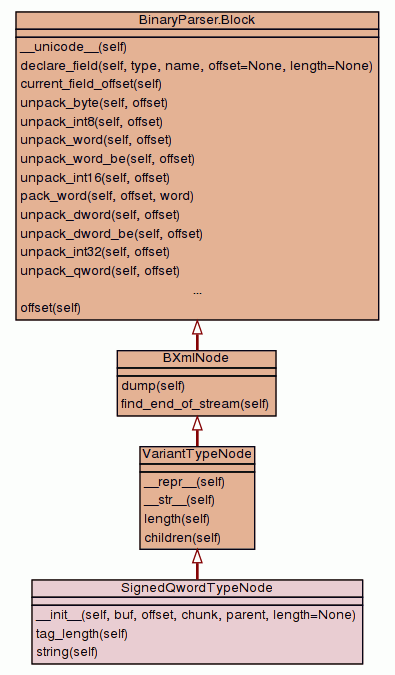 BinaryParser.Block
__unicode__(self)
declare_field(self, type, name, offset=None, length=None)
current_field_offset(self)
unpack_byte(self, offset)
unpack_int8(self, offset)
unpack_word(self, offset)
unpack_word_be(self, offset)
unpack_int16(self, offset)
pack_word(self, offset, word)
unpack_dword(self, offset)
unpack_dword_be(self, offset)
unpack_int32(self, offset)
unpack_qword(self, offset)
...
offset(self)
BXmlNode
dump(self)
find_end_of_stream(self)
VariantTypeNode
__repr__(self)
__str__(self)
length(self)
children(self)
SignedQwordTypeNode
__init__(self, buf, offset, chunk, parent, length=None)
tag_length(self)
string(self)